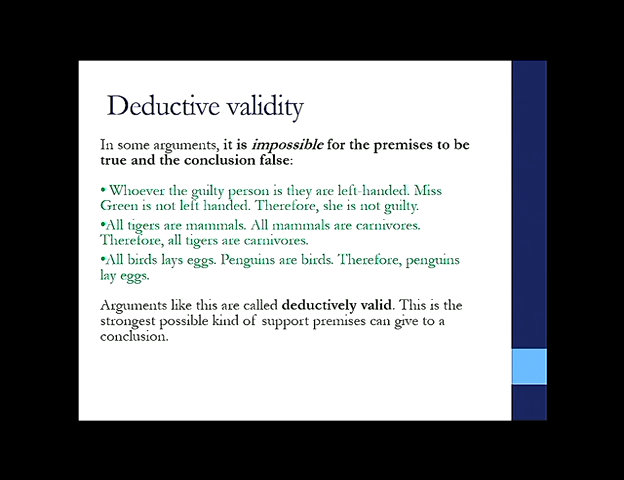 Deductive validity
In some arguments, it is impossible for the premises to be
true and the conclusion false:
• Whoever the guilty person is they are left-handed. Miss
Green is not left handed. Therefore, she is not guilty.
•All tigers are mammals. All mammals are carnivores.
Therefore, all tigers are carnivores.
•All birds lays eggs. Penguins are birds. Therefore, penguins
lay eggs.
Arguments like this are called deductively valid. This is the
strongest possible kind of support premises can give to a
conclusion.